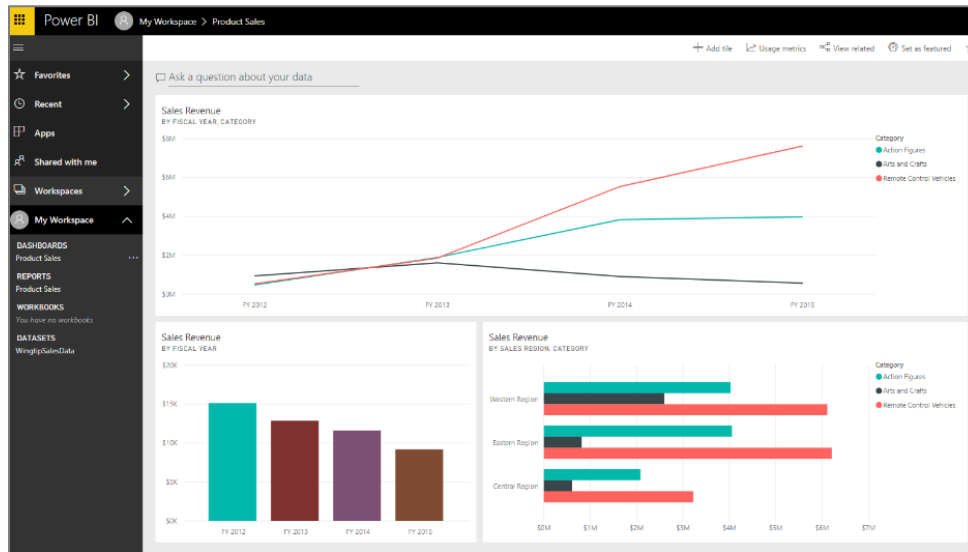 Power BI
My Workspace > Product Sales
Add tile
Usage metrics
View related
Set as featured
Favorites
Recent
Apps
Shared with me
Workspaces
My Workspace
DASHBOARDS
Product Sales
REPORTS
Product Sales
WORKBOOKS
You have no workbooks
DATASETS
WingtipSalesData
Ask a question about your data
Sales Revenue
BY FISCAL YEAR, CATEGORY
$8M
$6M
$4M
$2M
$0M
FY 2012
FY 2013
FY 2014
FY 2015
Category
Action Figures
Arts and Crafts
Remote Control Vehicles
Sales Revenue
BY FISCAL YEAR
$20K
$15K
$10K
$5K
$0K
FY 2012
FY 2013
FY 2014
FY 2015
Sales Revenue
BY SALES REGION, CATEGORY
Western Region
Eastern Region
Central Region
$0M
$1M
$2M
$3M
$4M
$5M
$6M
$7M
Category
Action Figures
Arts and Crafts
Remote Control Vehicles